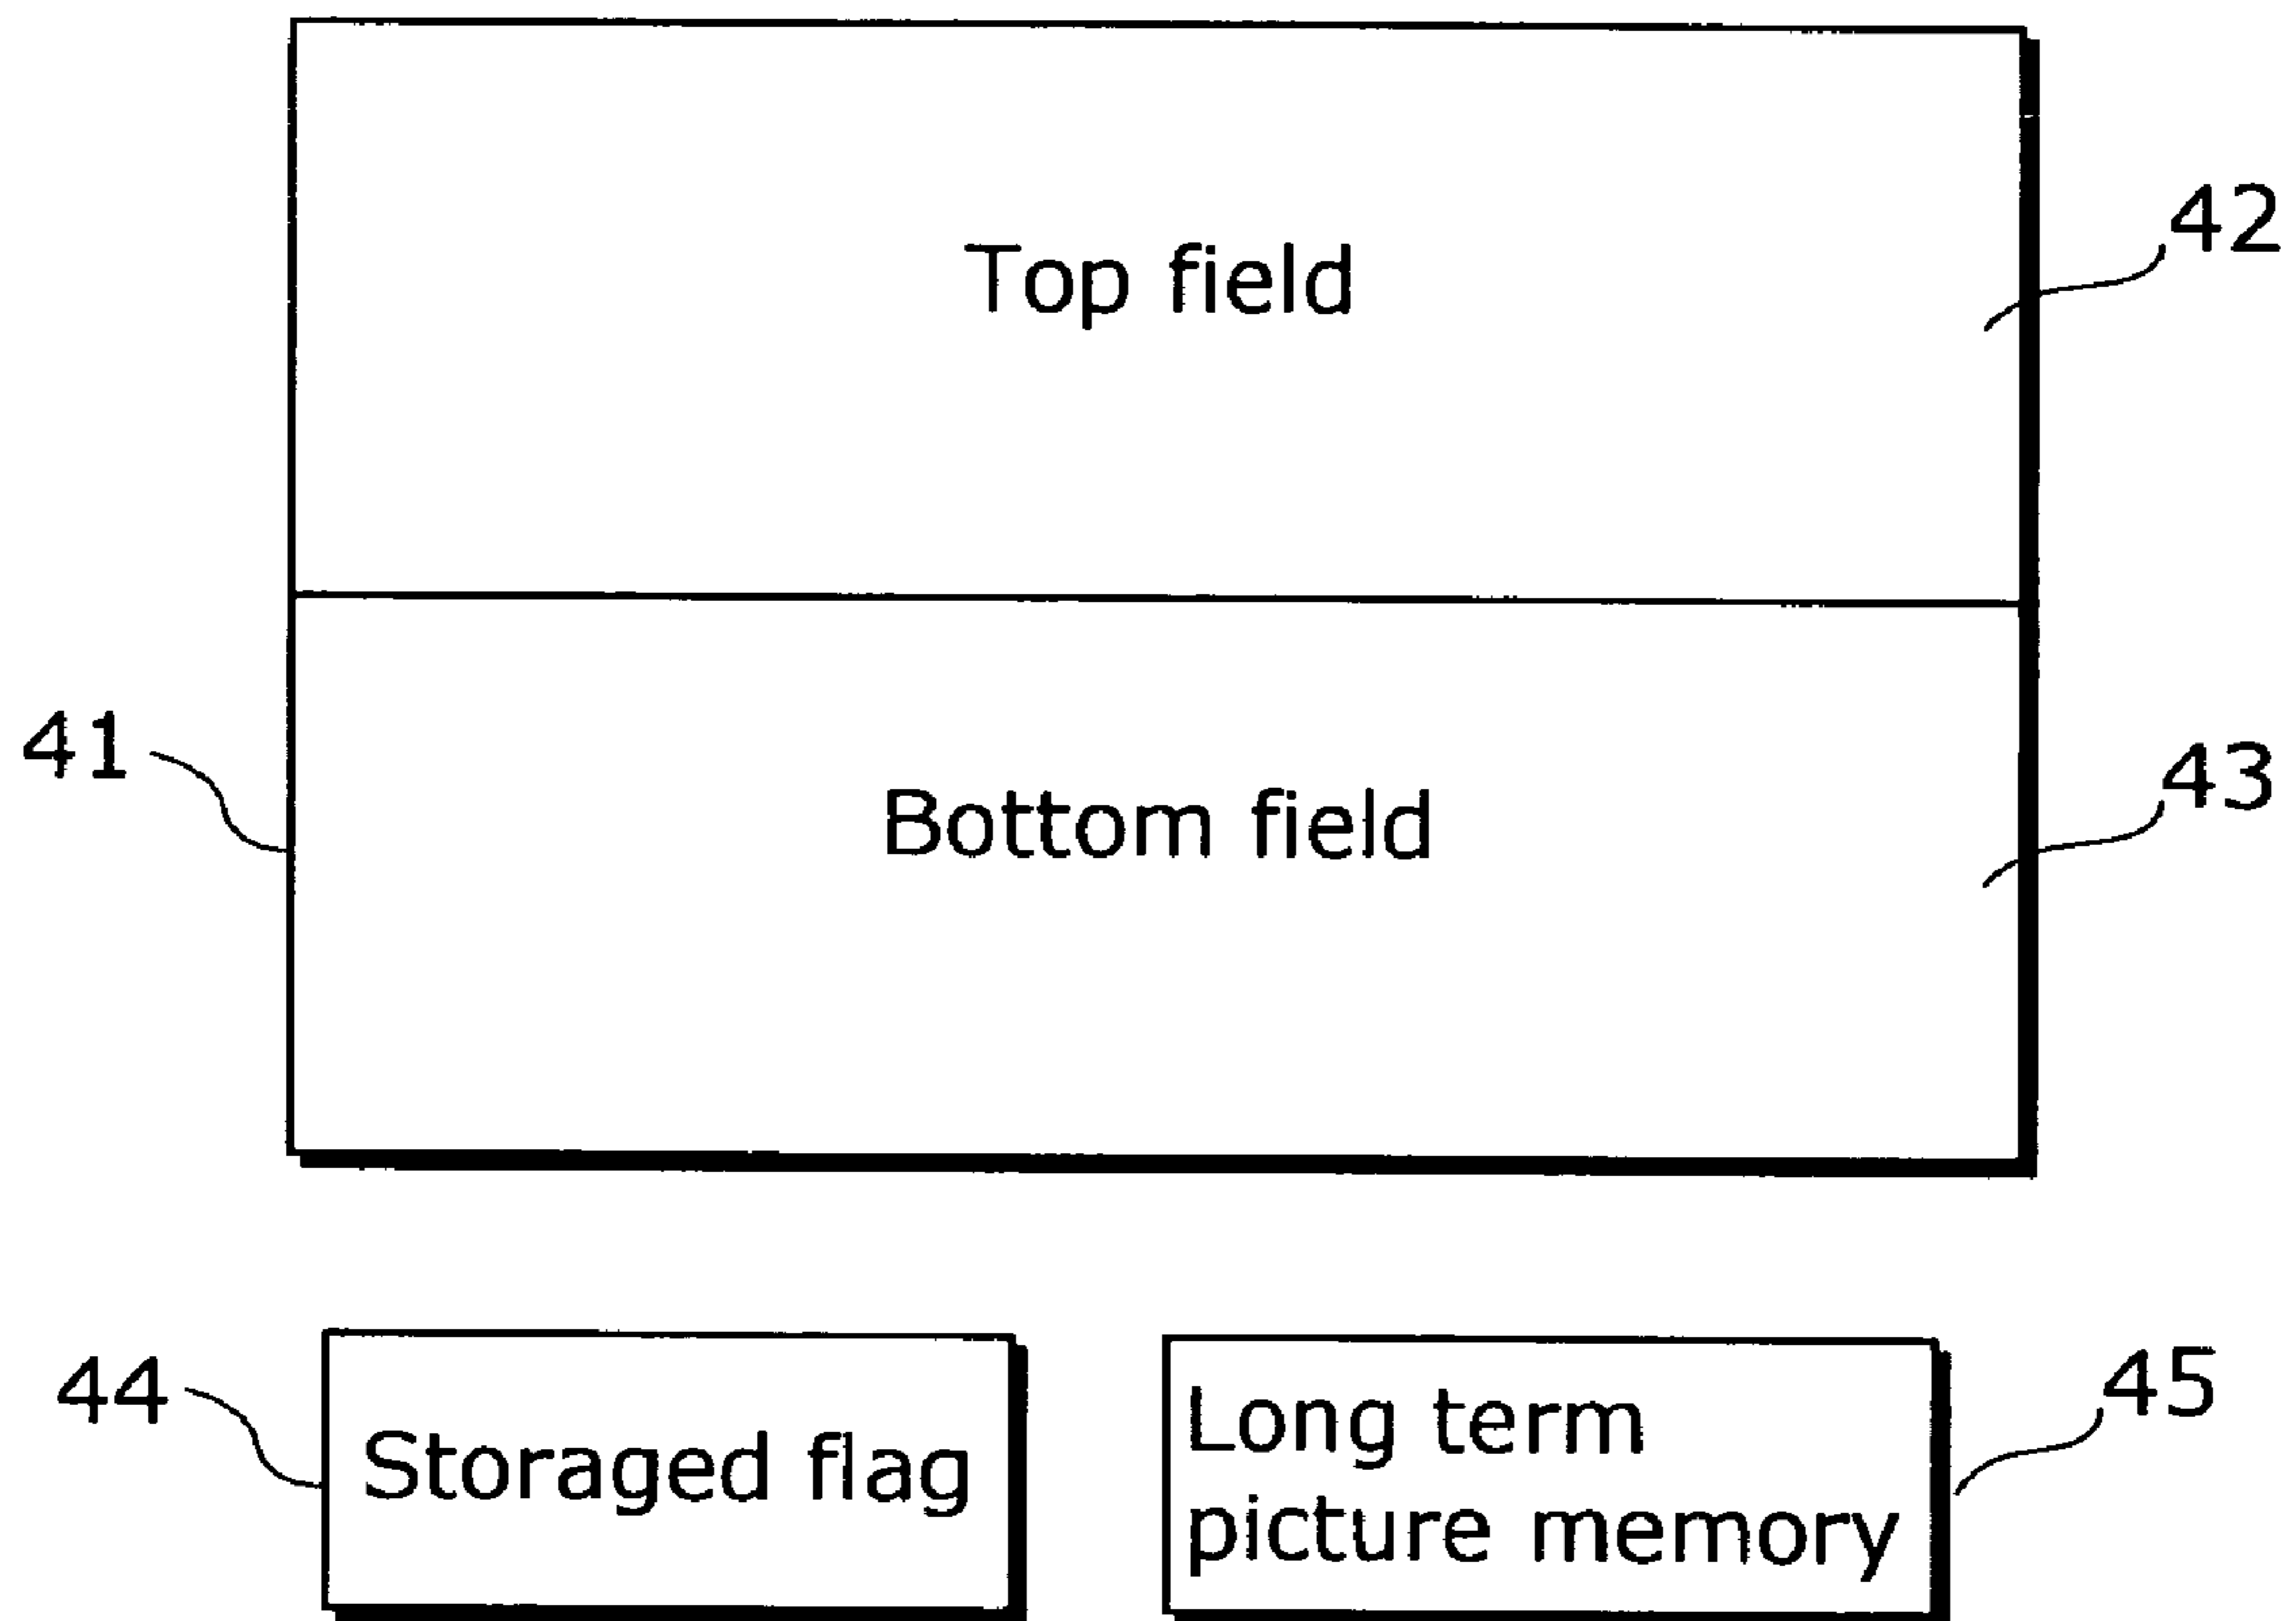 Top field
42
41
Bottom field
43
44
Storaged flag
Long term
picture memory
45